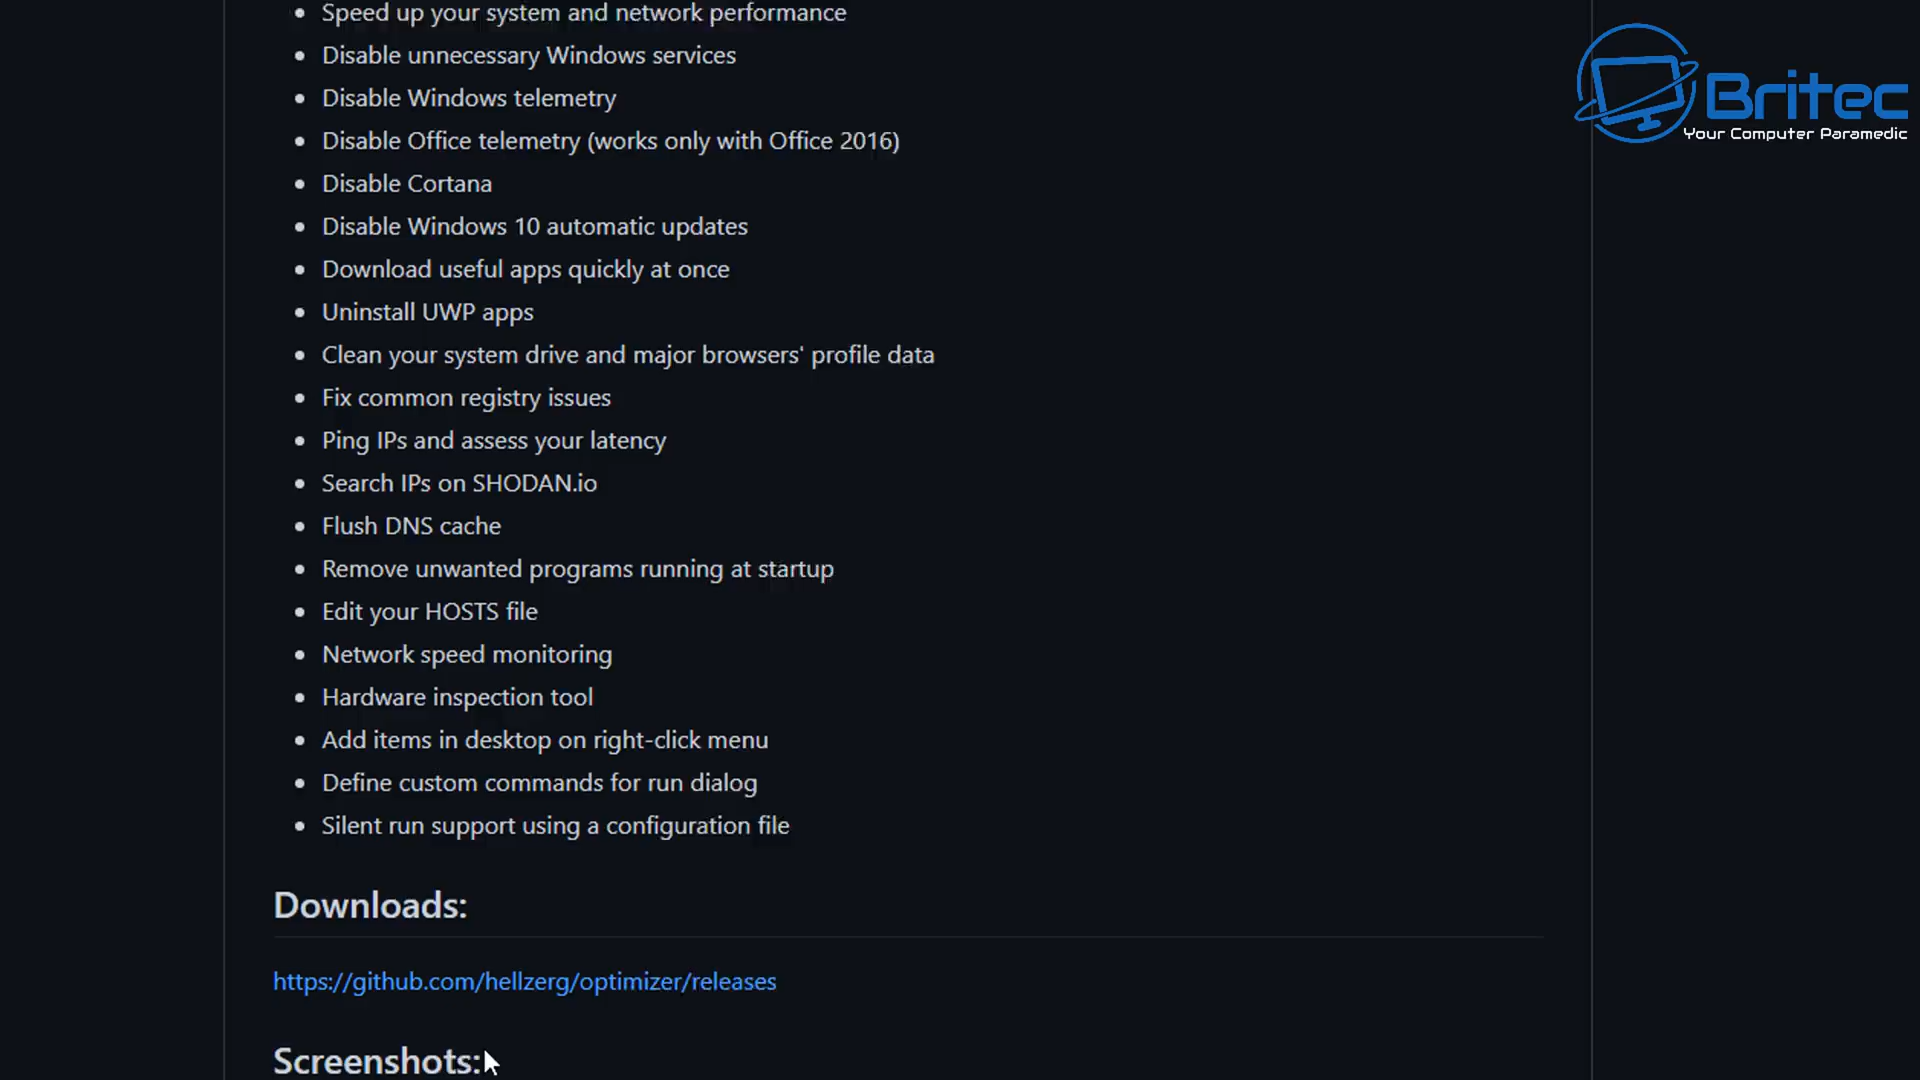 Speed up your system and network performance
Disable unnecessary Windows services
Disable Windows telemetry
Disable Office telemetry (works only with Office 2016)
Disable Cortana
Disable Windows 10 automatic updates
Download useful apps quickly at once
Uninstall UWP apps
Clean your system drive and major browsers' profile data
Fix common registry issues
Ping IPs and assess your latency
Search IPs on SHODAN.io
Flush DNS cache
Remove unwanted programs running at startup
Edit your HOSTS file
Network speed monitoring
Hardware inspection tool
Add items in desktop on right-click menu
Define custom commands for run dialog
Silent run support using a configuration file
Downloads:
https://github.com/hellzerg/optimizer/releases
Screenshots:
Britec
Your Computer Paramedic